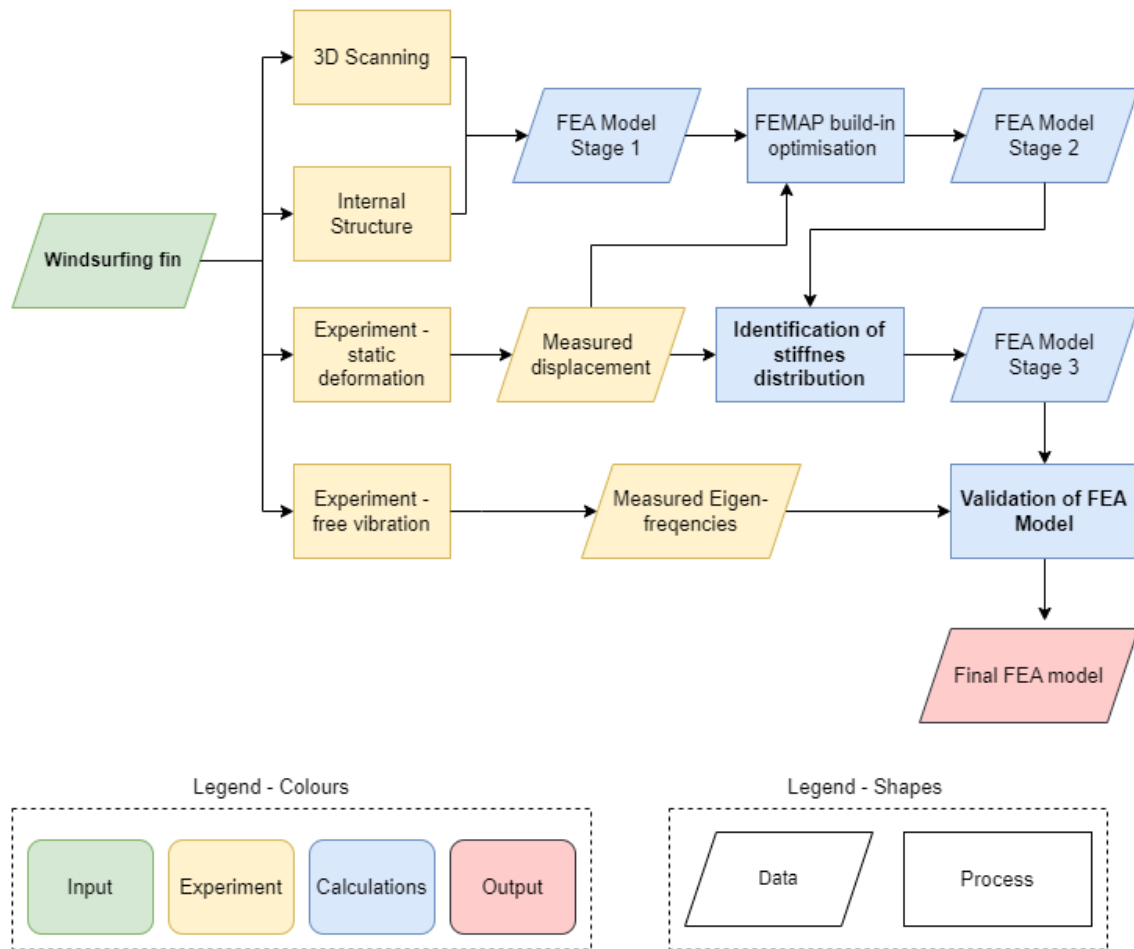 3D Scanning
FEA Model
Stage 1
FEMAP build-in
optimisation
FEA Model
Stage 2
Internal
Structure
Windsurfing fin
Experiment -
static
deformation
Measured
displacement
Identification of
stiffnes
distribution
FEA Model
Stage 3
Experiment -
free vibration
Measured Eigen-
freqencies
Validation of FEA
Model
Final FEA model
Legend - Colours
Legend - Shapes
Input
Experiment
Calculations
Output
Data
Process